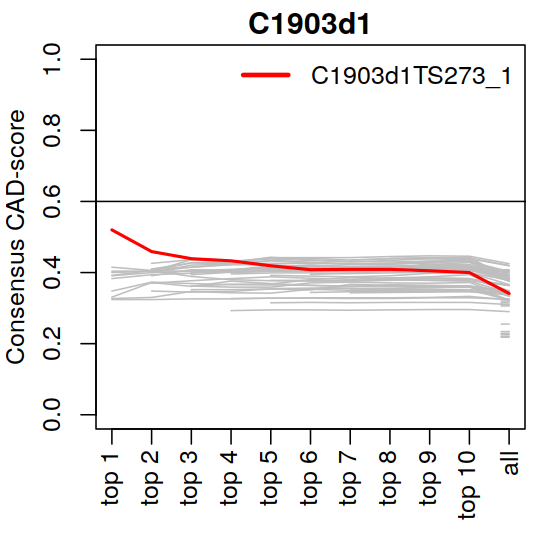 C1903d1
C1903d1TS273_1
Consensus CAD-score
1.0
0.8
0.6
0.4
0.2
0.0
top 1
top 2
top 3
top 4
top 5
top 6
top 7
top 8
top 9
top 10
all